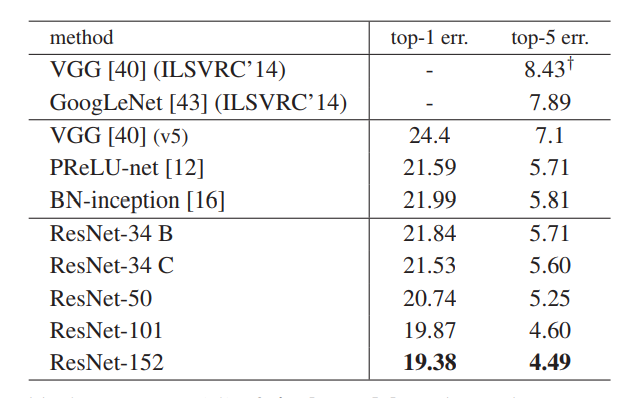 method top-1 err. top-5 err.
VGG [40] (ILSVRC’14) - 8.43†
GoogLeNet [43] (ILSVRC’14) - 7.89
VGG [40] (v5) 24.4 7.1
PReLU-net [12] 21.59 5.71
BN-inception [16] 21.99 5.81
ResNet-34 B 21.84 5.71
ResNet-34 C 21.53 5.60
ResNet-50 20.74 5.25
ResNet-101 19.87 4.60
ResNet-152 19.38 4.49